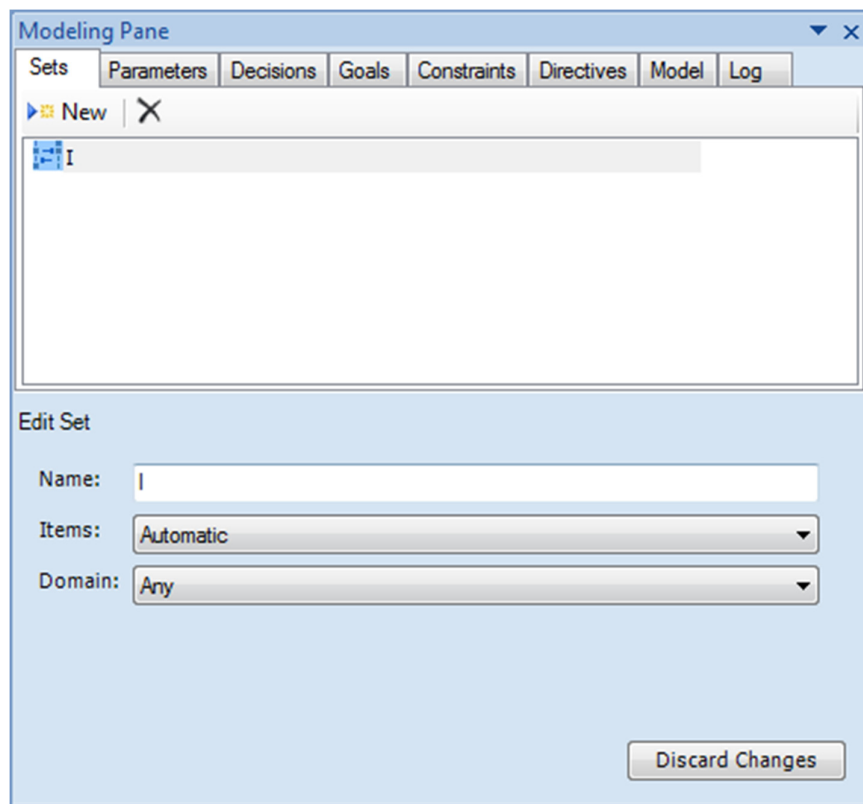 Modeling Pane
Sets Parameters Decisions Goals Constraints Directives Model Log
New
I
Edit Set
Name: I
Items: Automatic
Domain: Any
Discard Changes